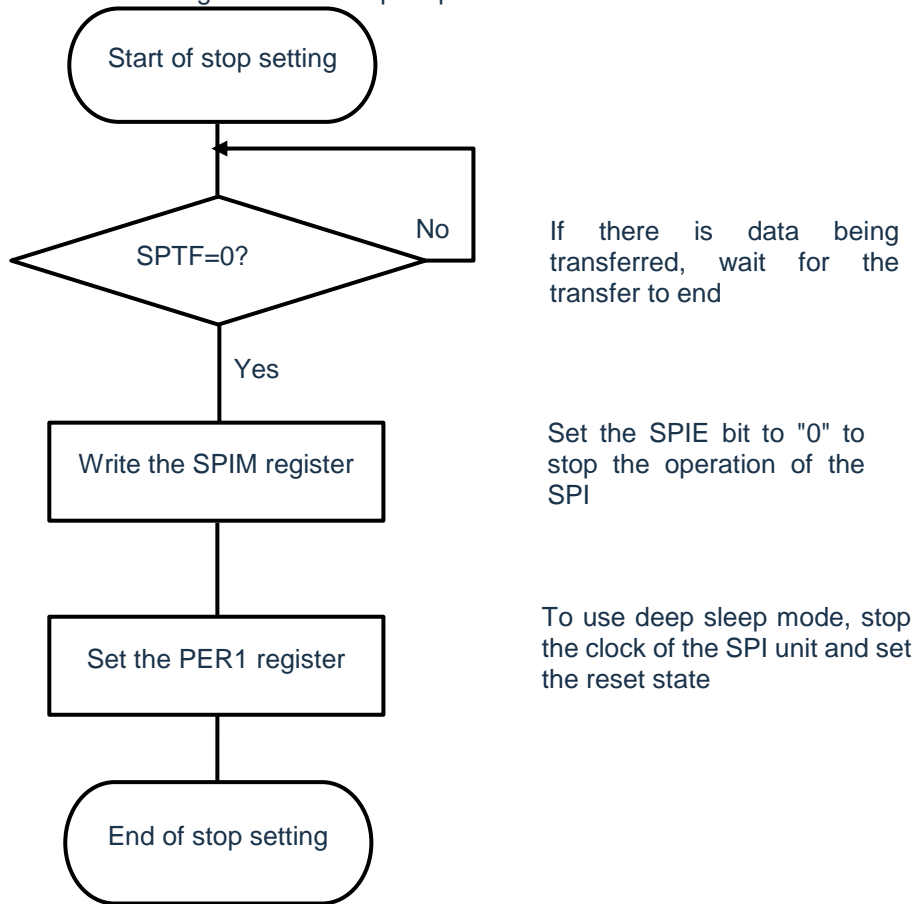 Start of stop setting
No
SPTF=0?
If there is data being
transferred, wait for the
transfer to end
Yes
Write the SPIM register
Set the SPIE bit to "0" to
stop the operation of the
SPI
Set the PER1 register
To use deep sleep mode, stop
the clock of the SPI unit and set
the reset state
End of stop setting